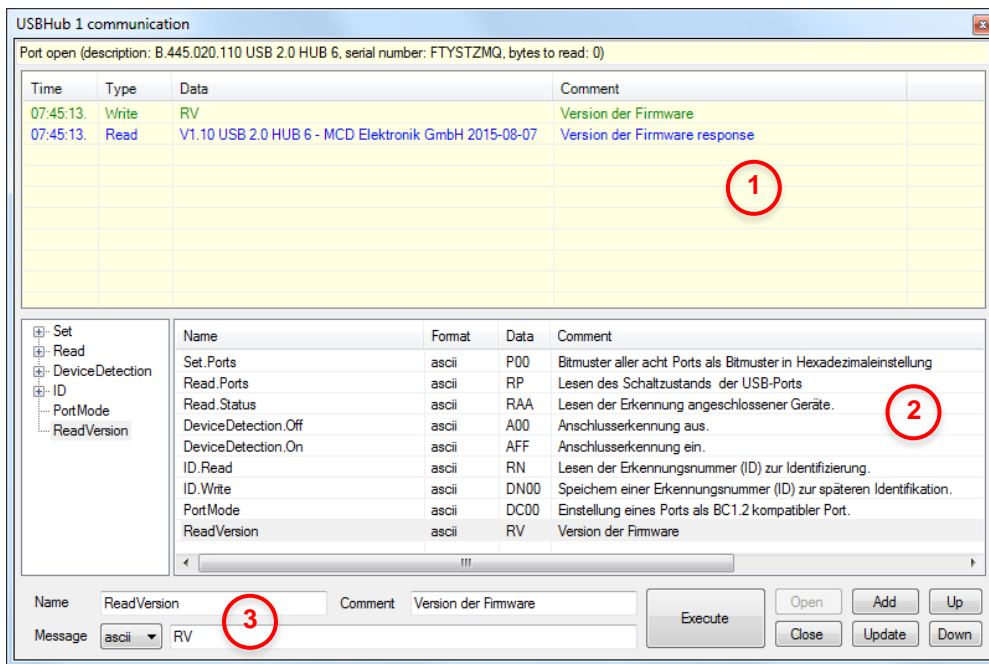 USBHub 1 communication
Port open (description: B.445.020.110 USB 2.0 HUB 6, serial number: FTYSTZMQ, bytes to read: 0)
Time Type Data Comment
07:45:13. Write RV Version der Firmware
07:45:13. Read V1.10 USB 2.0 HUB 6 - MCD Elektronik GmbH 2015-08-07 Version der Firmware response
1
Set
Read
DeviceDetection
ID
PortMode
ReadVersion
Name Format Data Comment
Set.Ports ascii P00 Bitmuster aller acht Ports als Bitmuster in Hexadezimaleinstellung
Read.Ports ascii RP Lesen des Schaltzustands der USB-Ports
Read.Status ascii RAA Lesen der Erkennung angeschlossener Geräte.
DeviceDetection.Off ascii A00 Anschlusserkennung aus.
DeviceDetection.On ascii AFF Anschlusserkennung ein.
ID.Read ascii RN Lesen der Erkennungsnummer (ID) zur Identifizierung.
ID.Write ascii DN00 Speichern einer Erkennungsnummer (ID) zur späteren Identifikation.
PortMode ascii DC00 Einstellung eines Ports als BC1.2 kompatibler Port.
ReadVersion ascii RV Version der Firmware
2
Name ReadVersion Comment Version der Firmware
Message ascii RV
3
Execute
Open Add Up
Close Update Down